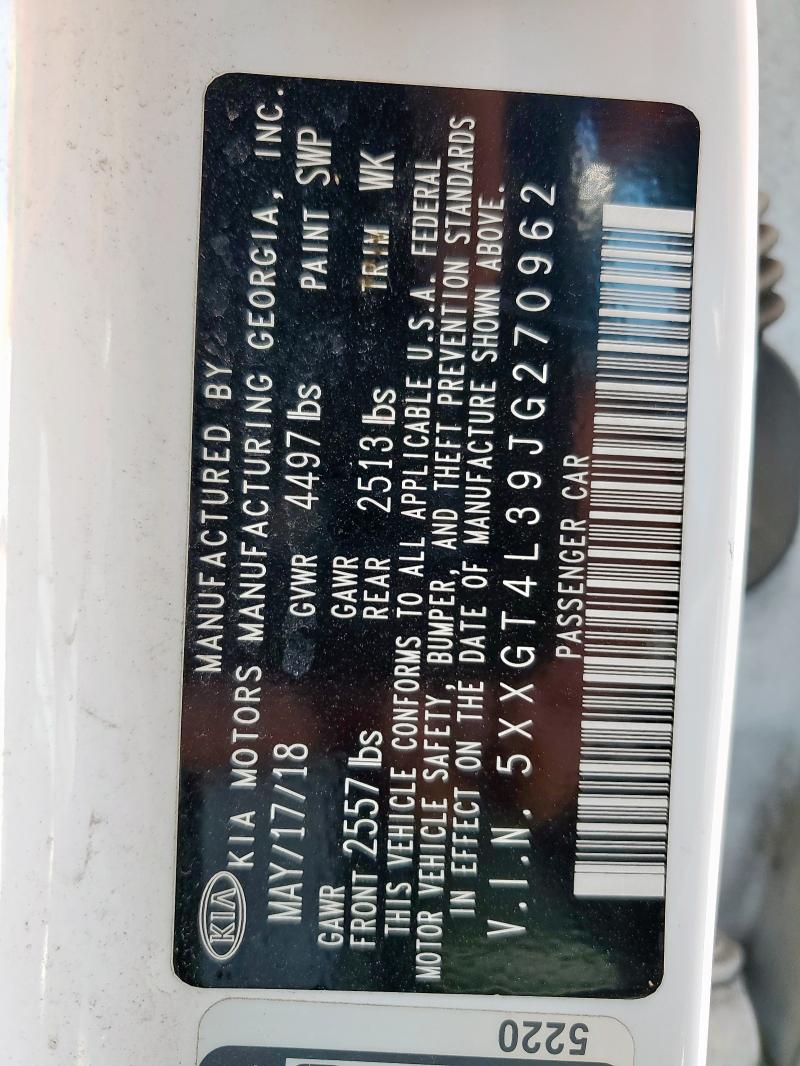 KIA
MANUFACTURED BY
KIA MOTORS MANUFACTURING GEORGIA, INC.
MAY/17/18 GVWR 4497 lbs PAINT SWP
GAWR FRONT 2557 lbs GAWR REAR 2513 lbs TRIM WK
THIS VEHICLE CONFORMS TO ALL APPLICABLE U.S.A. FEDERAL
MOTOR VEHICLE SAFETY, BUMPER, AND THEFT PREVENTION STANDARDS
IN EFFECT ON THE DATE OF MANUFACTURE SHOWN ABOVE.
V.I.N. 5XXGT4L39JG270962
PASSENGER CAR
5220